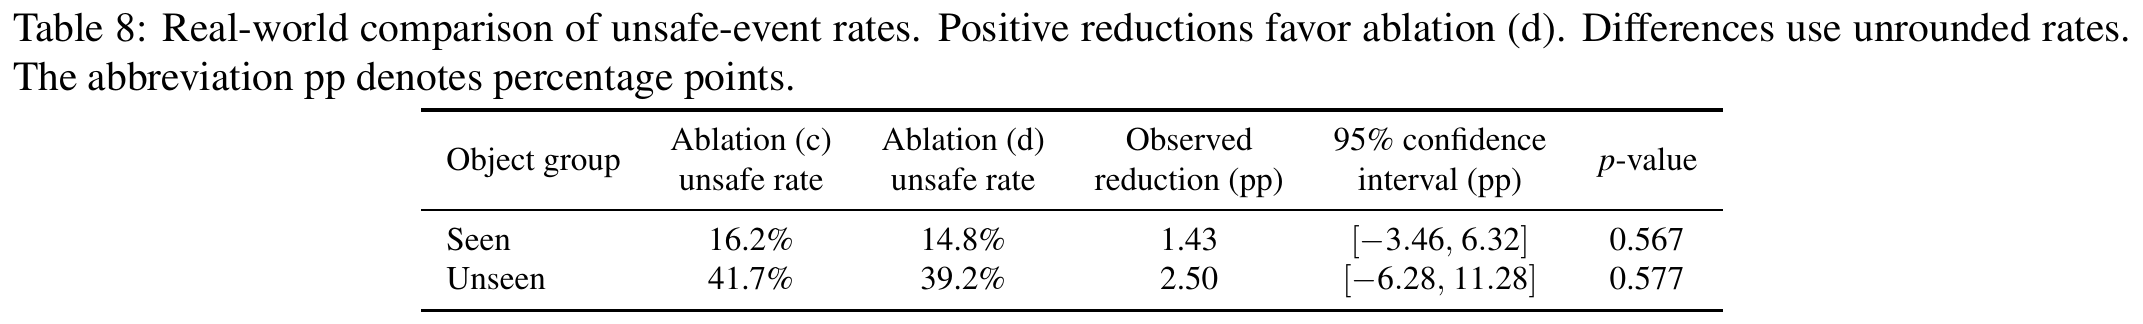 Table 8: Real-world comparison of unsafe-event rates. Positive reductions favor ablation (d). Differences use unrounded rates.
The abbreviation pp denotes percentage points.
Object group Ablation (c) unsafe rate Ablation (d) unsafe rate Observed reduction (pp) 95% confidence interval (pp) p-value
Seen 16.2% 14.8% 1.43 [−3.46, 6.32] 0.567
Unseen 41.7% 39.2% 2.50 [−6.28, 11.28] 0.577